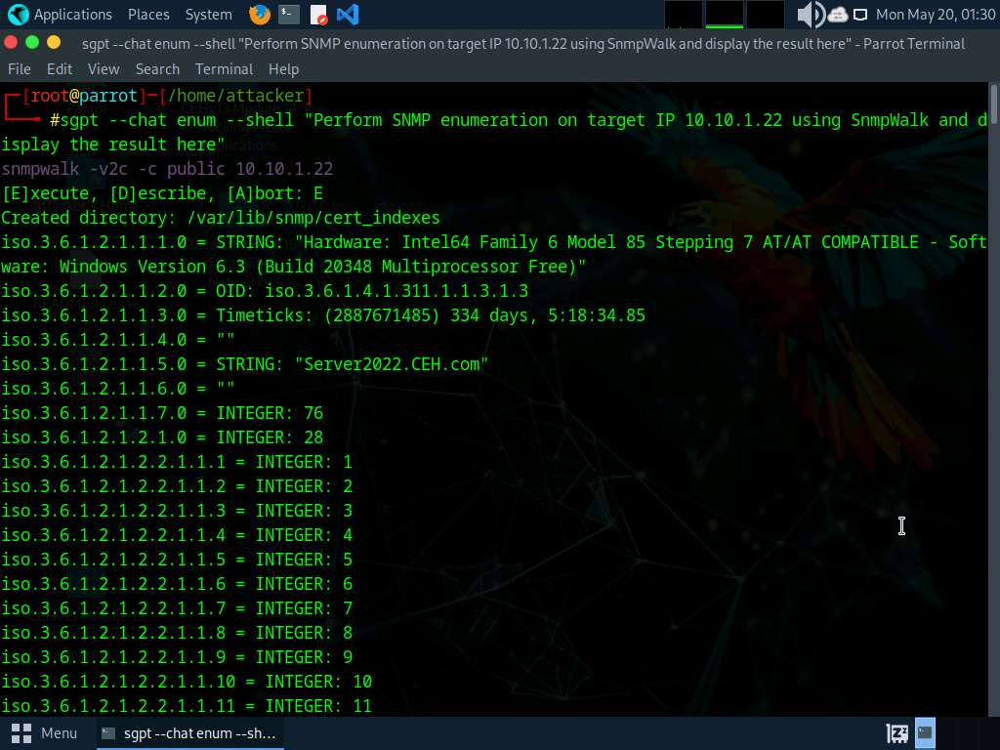 Applications Places System Mon May 20, 01:30
sgpt --chat enum --shell "Perform SNMP enumeration on target IP 10.10.1.22 using SnmpWalk and display the result here" - Parrot Terminal
File Edit View Search Terminal Help
┌─[root@parrot]─[/home/attacker]
└──╼ #sgpt --chat enum --shell "Perform SNMP enumeration on target IP 10.10.1.22 using SnmpWalk and d
isplay the result here"
snmpwalk -v2c -c public 10.10.1.22
[E]xecute, [D]escribe, [A]bort: E
Created directory: /var/lib/snmp/cert_indexes
iso.3.6.1.2.1.1.1.0 = STRING: "Hardware: Intel64 Family 6 Model 85 Stepping 7 AT/AT COMPATIBLE - Soft
ware: Windows Version 6.3 (Build 20348 Multiprocessor Free)"
iso.3.6.1.2.1.1.2.0 = OID: iso.3.6.1.4.1.311.1.1.3.1.3
iso.3.6.1.2.1.1.3.0 = Timeticks: (2887671485) 334 days, 5:18:34.85
iso.3.6.1.2.1.1.4.0 = ""
iso.3.6.1.2.1.1.5.0 = STRING: "Server2022.CEH.com"
iso.3.6.1.2.1.1.6.0 = ""
iso.3.6.1.2.1.1.7.0 = INTEGER: 76
iso.3.6.1.2.1.2.1.0 = INTEGER: 28
iso.3.6.1.2.1.2.2.1.1.1 = INTEGER: 1
iso.3.6.1.2.1.2.2.1.1.2 = INTEGER: 2
iso.3.6.1.2.1.2.2.1.1.3 = INTEGER: 3
iso.3.6.1.2.1.2.2.1.1.4 = INTEGER: 4
iso.3.6.1.2.1.2.2.1.1.5 = INTEGER: 5
iso.3.6.1.2.1.2.2.1.1.6 = INTEGER: 6
iso.3.6.1.2.1.2.2.1.1.7 = INTEGER: 7
iso.3.6.1.2.1.2.2.1.1.8 = INTEGER: 8
iso.3.6.1.2.1.2.2.1.1.9 = INTEGER: 9
iso.3.6.1.2.1.2.2.1.1.10 = INTEGER: 10
iso.3.6.1.2.1.2.2.1.1.11 = INTEGER: 11
Menu sgpt --chat enum --sh...